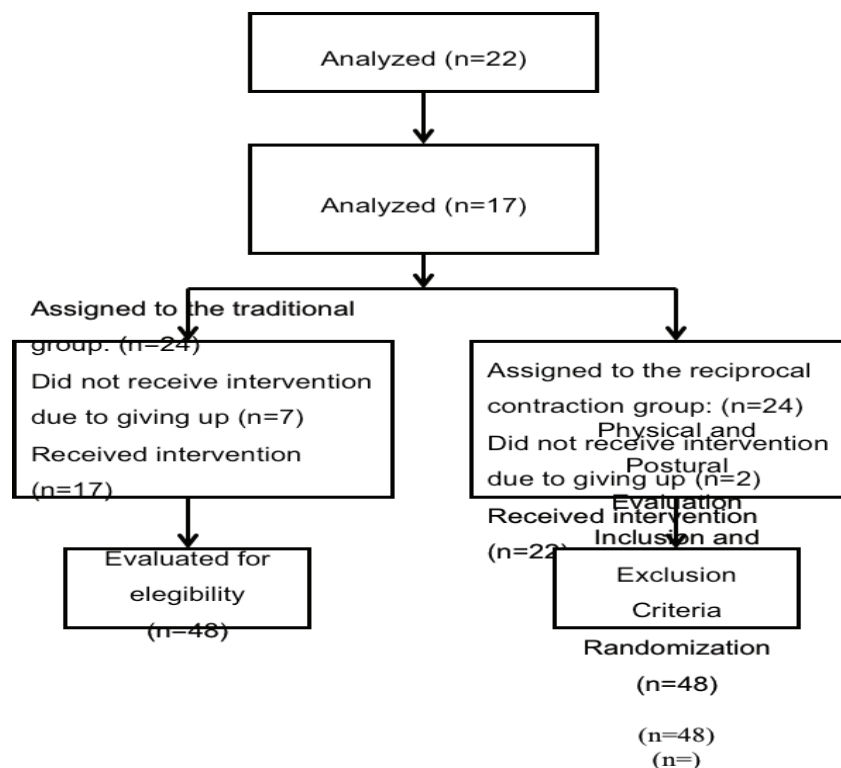 Analyzed (n=22)
Analyzed (n=17)
Assigned to the traditional
group: (n=24)
Did not receive intervention
due to giving up (n=7)
Received intervention
(n=17)
Assigned to the reciprocal
contraction group: (n=24)
Did not receive intervention
due to giving up (n=2)
Received intervention
(n=22)
Evaluated for
elegibility
(n=48)
Physical and
Postural
Evaluation
Inclusion and
Exclusion
Criteria
Randomization
(n=48)
(n=48)
(n=)